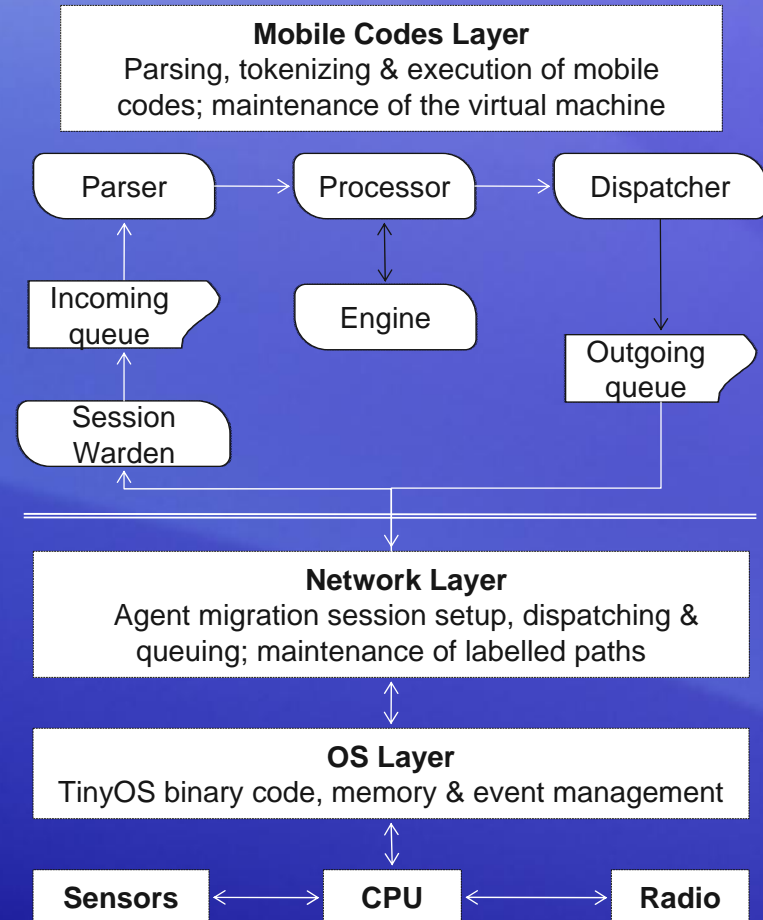 Mobile Codes Layer
Parsing, tokenizing & execution of mobile
codes; maintenance of the virtual machine
Parser
Processor
Dispatcher
Incoming
queue
Engine
Outgoing
queue
Session
Warden
Network Layer
Agent migration session setup, dispatching &
queuing; maintenance of labelled paths
OS Layer
TinyOS binary code, memory & event management
Sensors
CPU
Radio